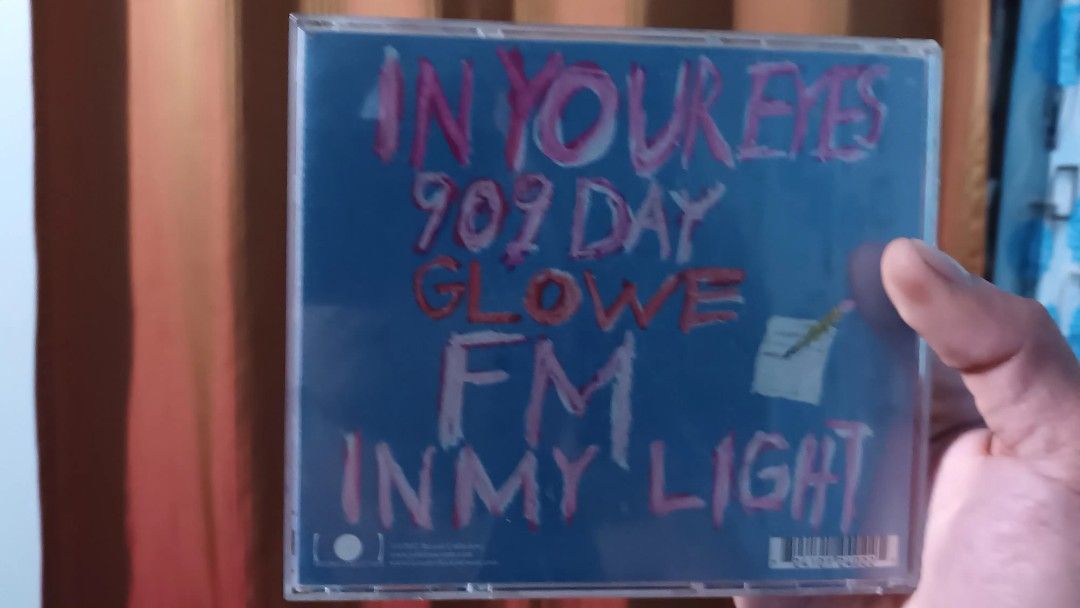 IN YOUR EYES
909 DAY
GLOWE
FM
IN MY LIGHT